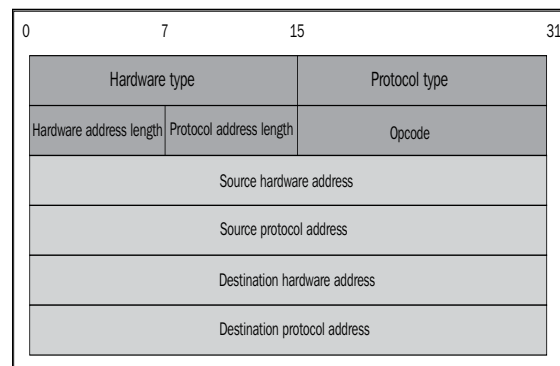 0 7 15 31
Hardware type Protocol type
Hardware address length Protocol address length Opcode
Source hardware address
Source protocol address
Destination hardware address
Destination protocol address